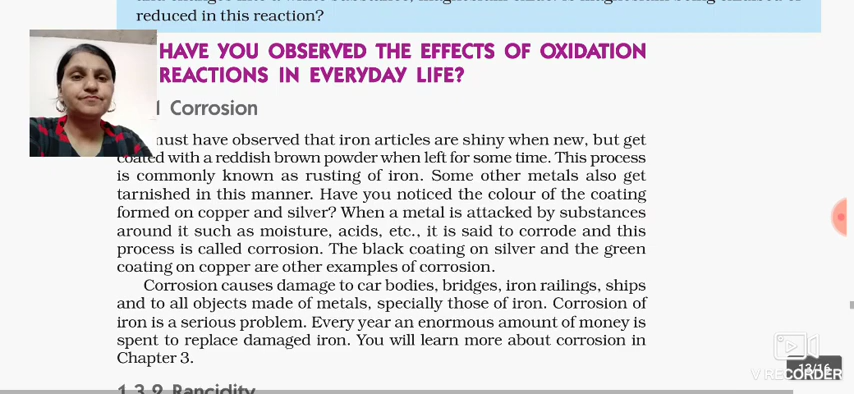 reduced in this reaction?
HAVE YOU OBSERVED THE EFFECTS OF OXIDATION
REACTIONS IN EVERYDAY LIFE?
1 Corrosion
must have observed that iron articles are shiny when new, but get
coated with a reddish brown powder when left for some time. This process
is commonly known as rusting of iron. Some other metals also get
tarnished in this manner. Have you noticed the colour of the coating
formed on copper and silver? When a metal is attacked by substances
around it such as moisture, acids, etc., it is said to corrode and this
process is called corrosion. The black coating on silver and the green
coating on copper are other examples of corrosion.
Corrosion causes damage to car bodies, bridges, iron railings, ships
and to all objects made of metals, specially those of iron. Corrosion of
iron is a serious problem. Every year an enormous amount of money is
spent to replace damaged iron. You will learn more about corrosion in
Chapter 3.
13/16
V RECORDER
1.3.2 Rancidity